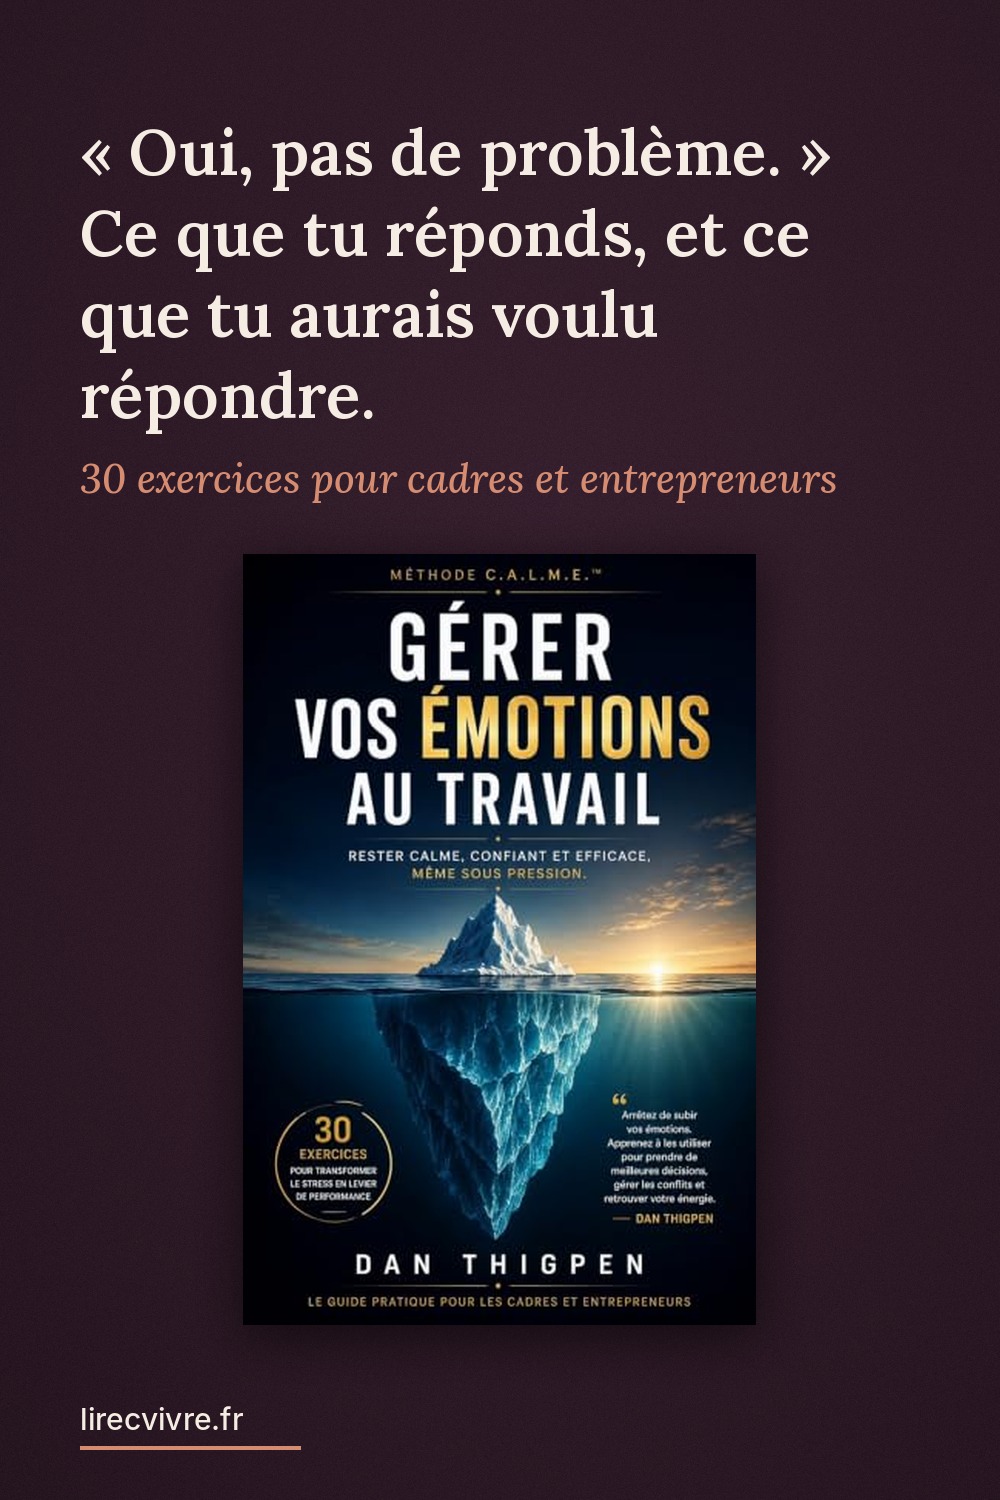 « Oui, pas de problème. »
Ce que tu réponds, et ce
que tu aurais voulu
répondre.
30 exercices pour cadres et entrepreneurs
MÉTHODE C.A.L.M.E.™
GÉRER
VOS ÉMOTIONS
AU TRAVAIL
RESTER CALME, CONFIANT ET EFFICACE,
MÊME SOUS PRESSION.
30
EXERCICES
POUR TRANSFORMER
LE STRESS EN LEVIER
DE PERFORMANCE
“
Arrêtez de subir
vos émotions.
Apprenez à les utiliser
pour prendre de
meilleures décisions,
gérer les conflits et
retrouver votre énergie.
— DAN THIGPEN
DAN THIGPEN
LE GUIDE PRATIQUE POUR LES CADRES ET ENTREPRENEURS
lirecvivre.fr